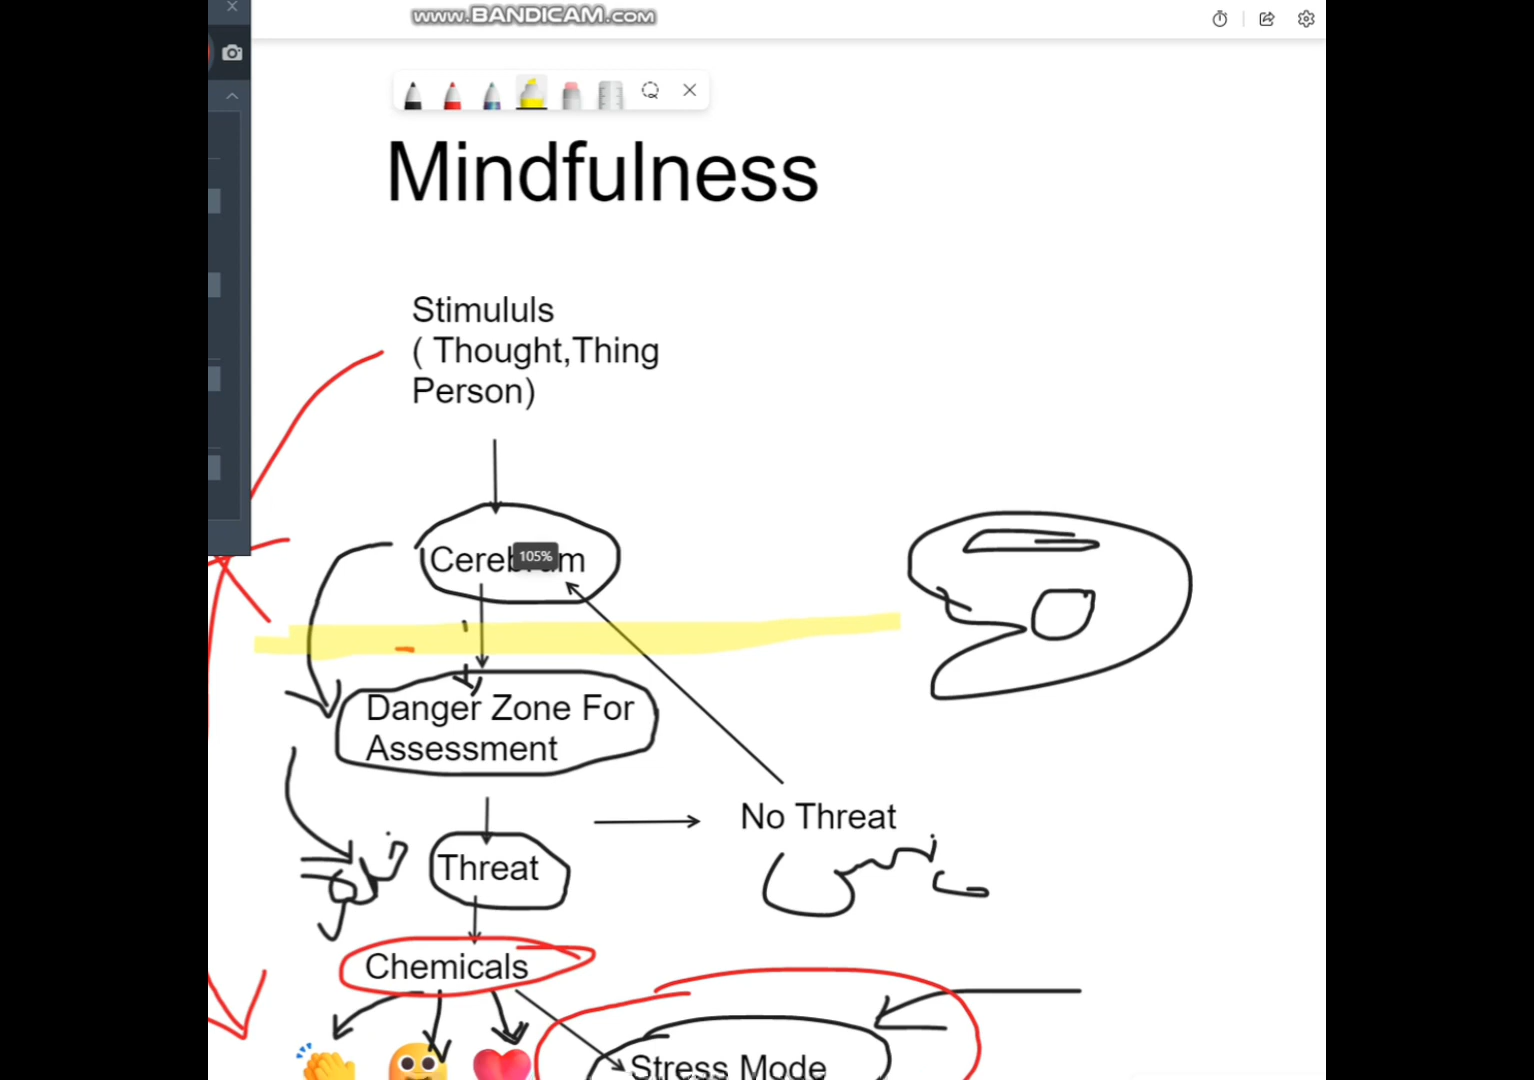 www.BANDICAM.com
Mindfulness
Stimululs
( Thought,Thing
Person)
105%
Danger Zone For
Assessment
No Threat
Threat
Chemicals
Stress Mode